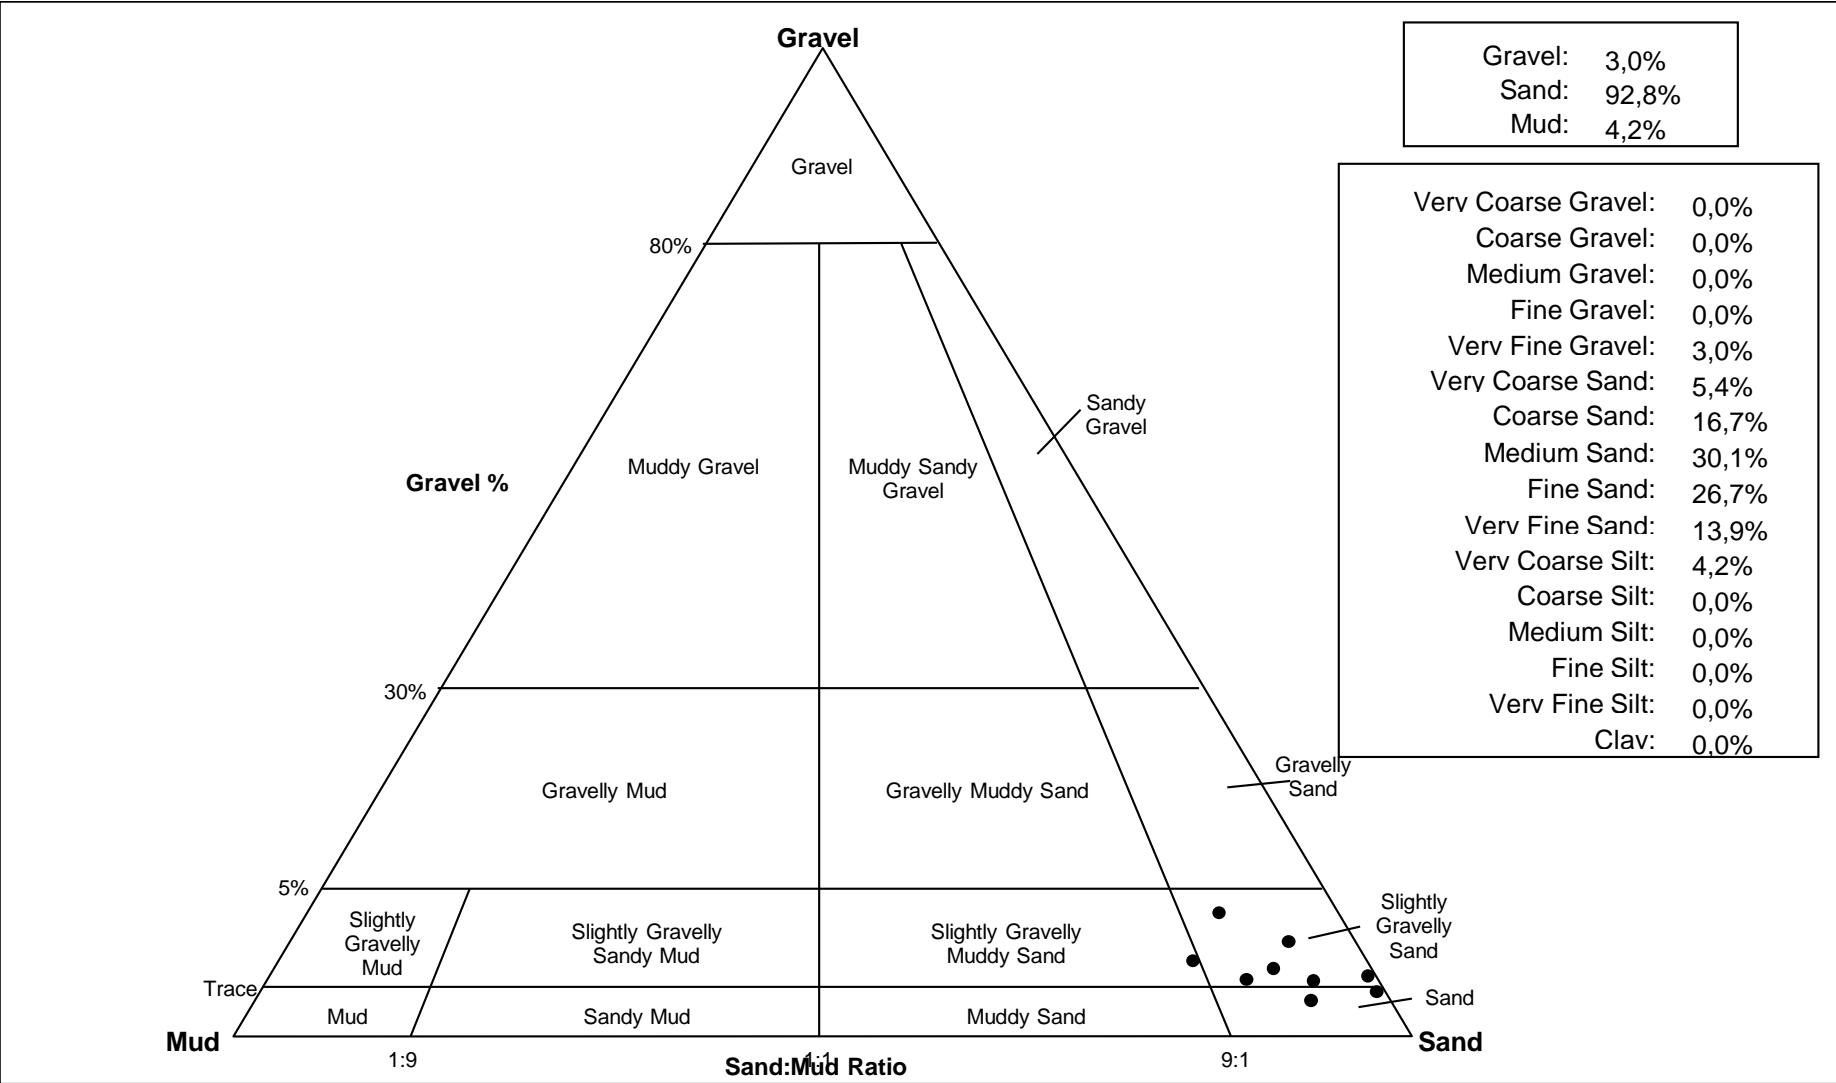 Gravel
Gravel: 3,0%
Sand: 92,8%
Mud: 4,2%
Gravel
80%
Very Coarse Gravel: 0,0%
Coarse Gravel: 0,0%
Medium Gravel: 0,0%
Fine Gravel: 0,0%
Very Fine Gravel: 3,0%
Very Coarse Sand: 5,4%
Coarse Sand: 16,7%
Medium Sand: 30,1%
Fine Sand: 26,7%
Very Fine Sand: 13,9%
Very Coarse Silt: 4,2%
Coarse Silt: 0,0%
Medium Silt: 0,0%
Fine Silt: 0,0%
Very Fine Silt: 0,0%
Clay: 0,0%
Sandy
Gravel
Gravel %
Muddy Gravel
Muddy Sandy
Gravel
30%
Gravelly Mud
Gravelly Muddy Sand
Gravelly
Sand
5%
Slightly
Gravelly
Mud
Slightly Gravelly
Sandy Mud
Slightly Gravelly
Muddy Sand
Slightly
Gravelly
Sand
Trace
Mud
Sandy Mud
Muddy Sand
Sand
Mud
Sand
1:9
1:1
9:1
Sand:Mud Ratio